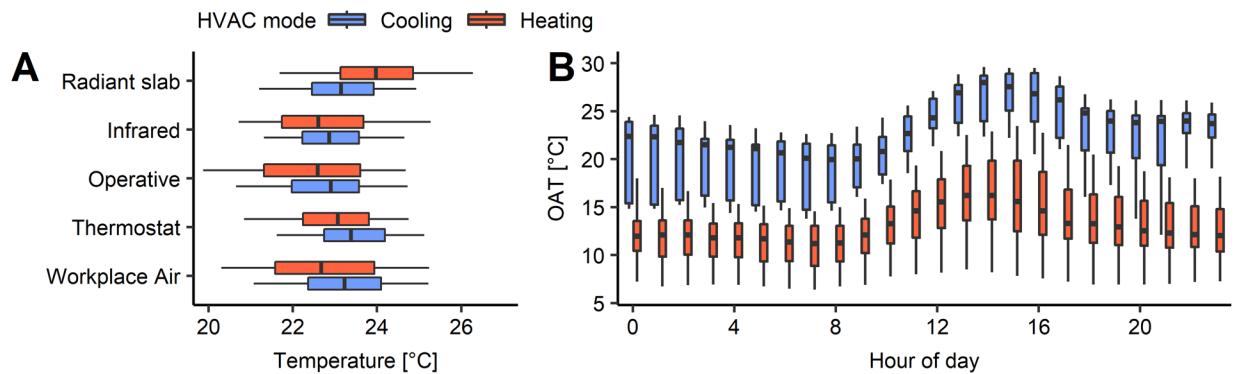 HVAC mode Cooling Heating
A
Radiant slab
Infrared
Operative
Thermostat
Workplace Air
20 22 24 26
Temperature [°C]
B
OAT [°C]
30
25
20
15
10
5
0 4 8 12 16 20
Hour of day